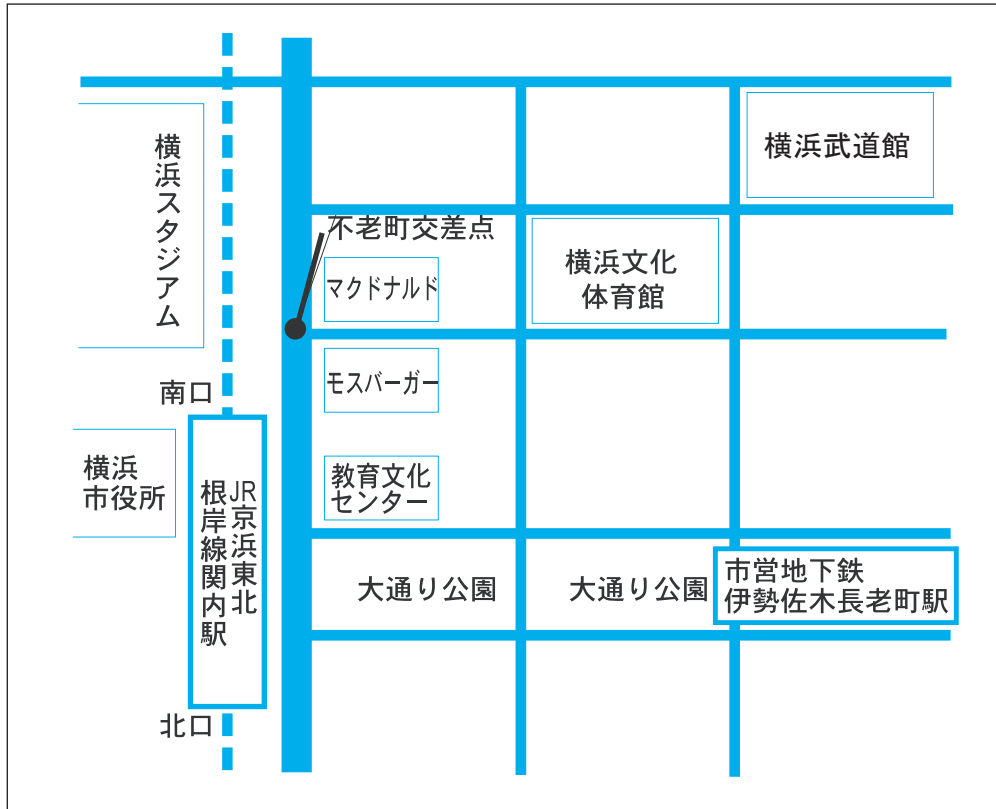 横浜スタジアム
横浜武道館
不老町交差点
マクドナルド
横浜文化
体育館
モスバーガー
南口
横浜
市役所
JR京浜東北
根岸線関内駅
教育文化
センター
大通り公園
大通り公園
市営地下鉄
伊勢佐木長老町駅
北口